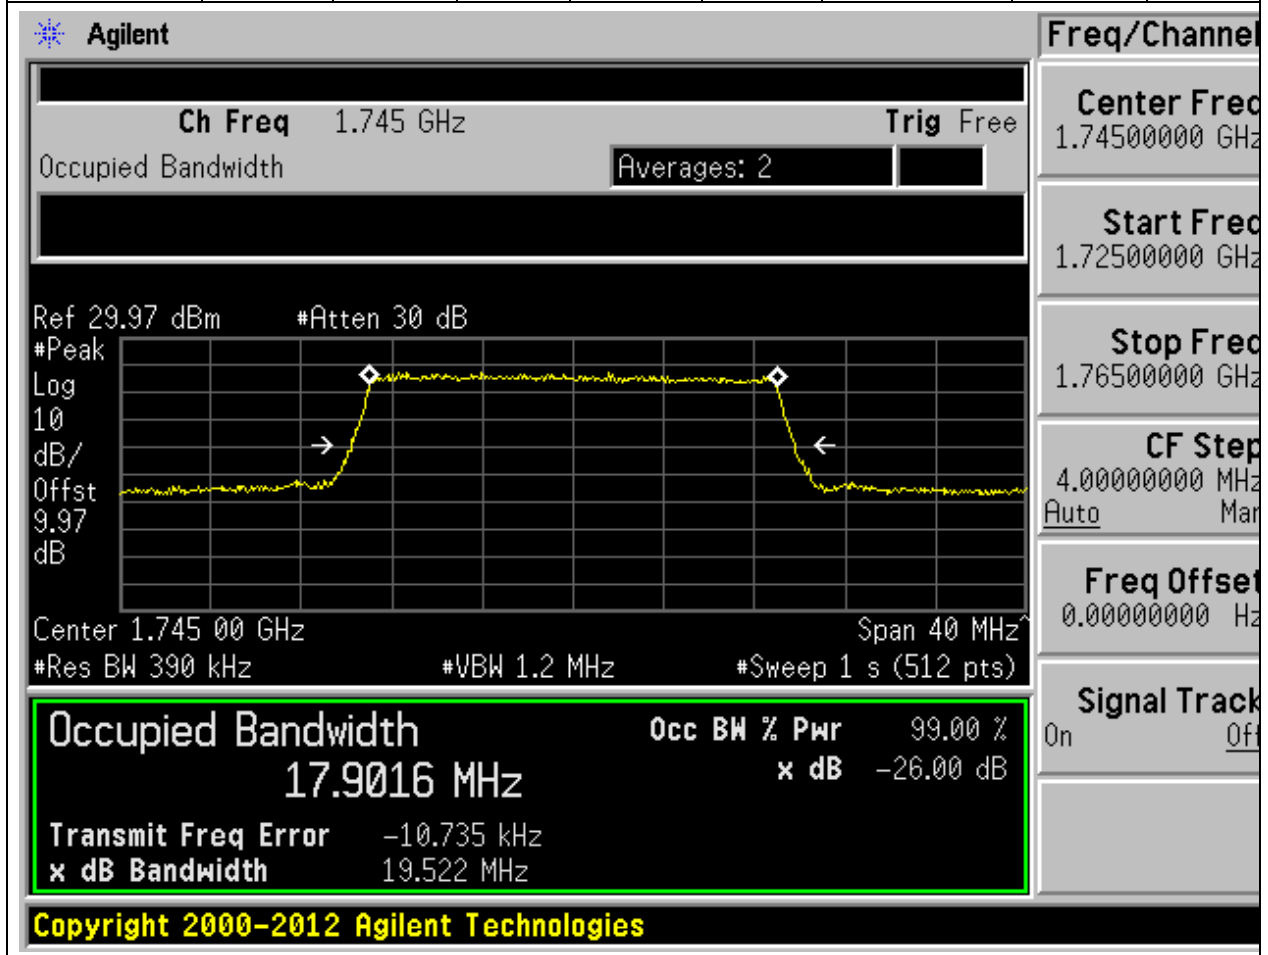 Agilent
Freq/Channel
Ch Freq 1.745 GHz Trig Free
Occupied Bandwidth Averages: 2
Ref 29.97 dBm #Atten 30 dB
#Peak
Log
10
dB/
Offst
9.97
dB
Center 1.745 00 GHz Span 40 MHz^
#Res BW 390 kHz #VBW 1.2 MHz #Sweep 1 s (512 pts)
Occupied Bandwidth
17.9016 MHz
Occ BW % Pwr 99.00 %
x dB -26.00 dB
Transmit Freq Error -10.735 kHz
x dB Bandwidth 19.522 MHz
Copyright 2000-2012 Agilent Technologies
Center Freq
1.74500000 GHz
Start Freq
1.72500000 GHz
Stop Freq
1.76500000 GHz
CF Step
4.00000000 MHz
Auto Man
Freq Offset
0.00000000 Hz
Signal Track
On Off